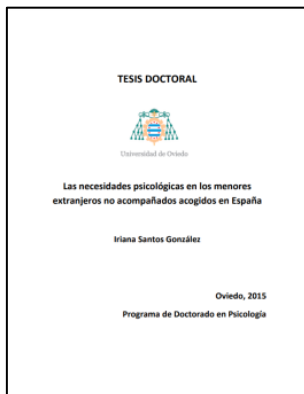 TESIS DOCTORAL
Universidad de Oviedo
Las necesidades psicológicas en los menores
extranjeros no acompañados acogidos en España
Iriana Santos González
Oviedo, 2015
Programa de Doctorado en Psicología